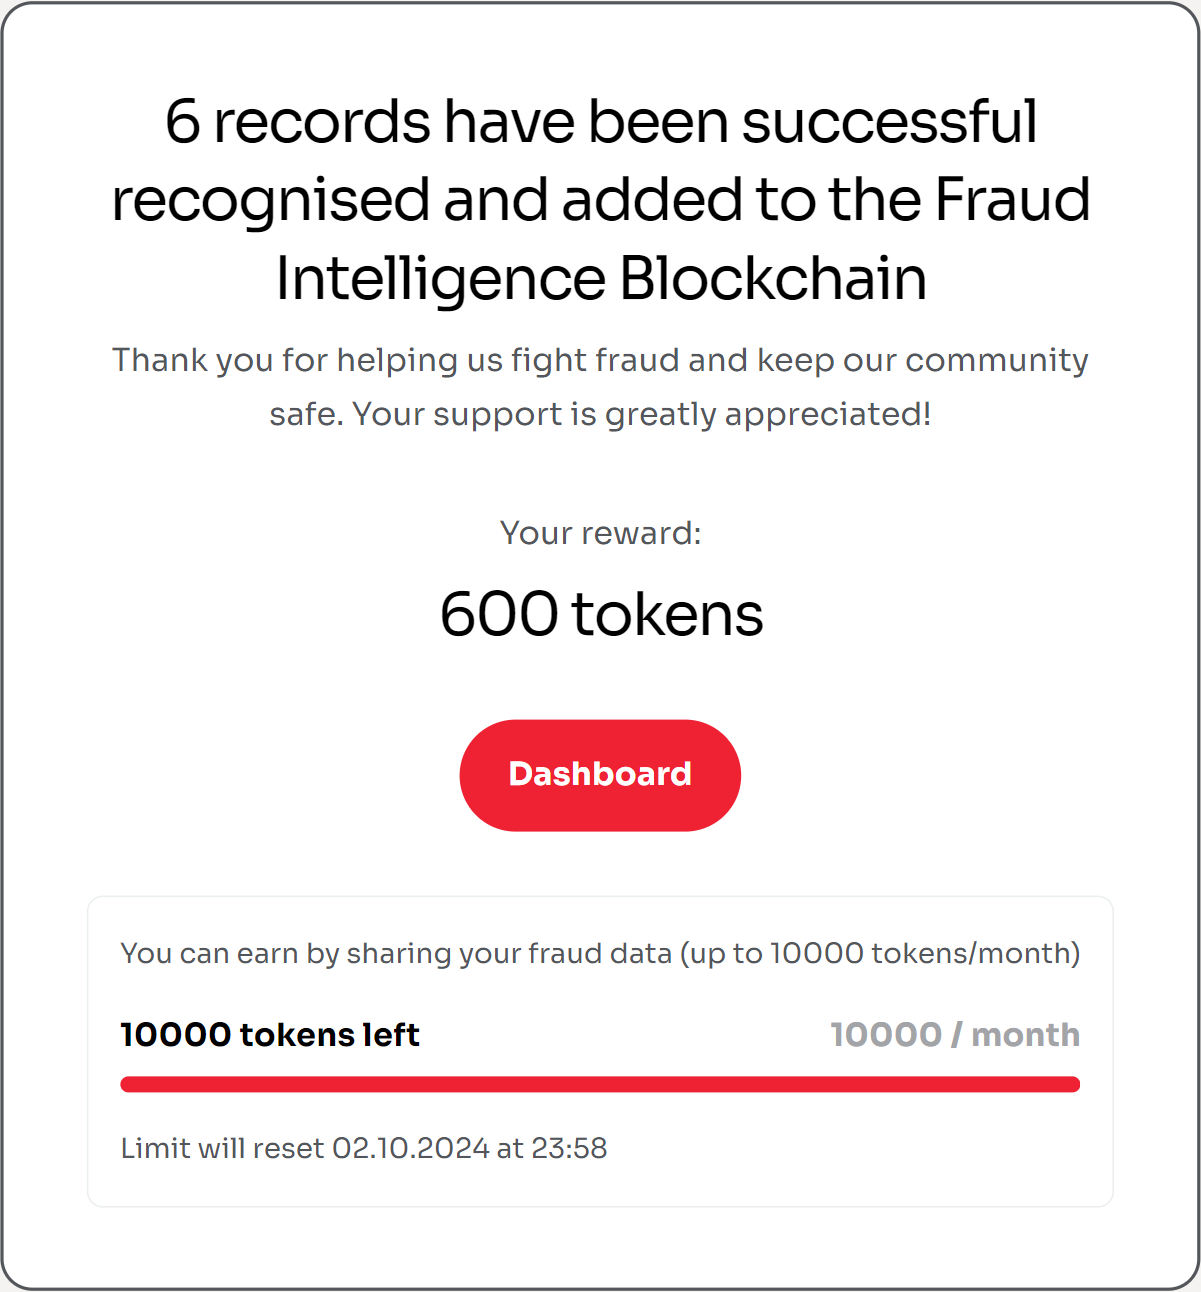 6 records have been successful
recognised and added to the Fraud
Intelligence Blockchain
Thank you for helping us fight fraud and keep our community
safe. Your support is greatly appreciated!
Your reward:
600 tokens
Dashboard
You can earn by sharing your fraud data (up to 10000 tokens/month)
10000 tokens left
10000 / month
Limit will reset 02.10.2024 at 23:58